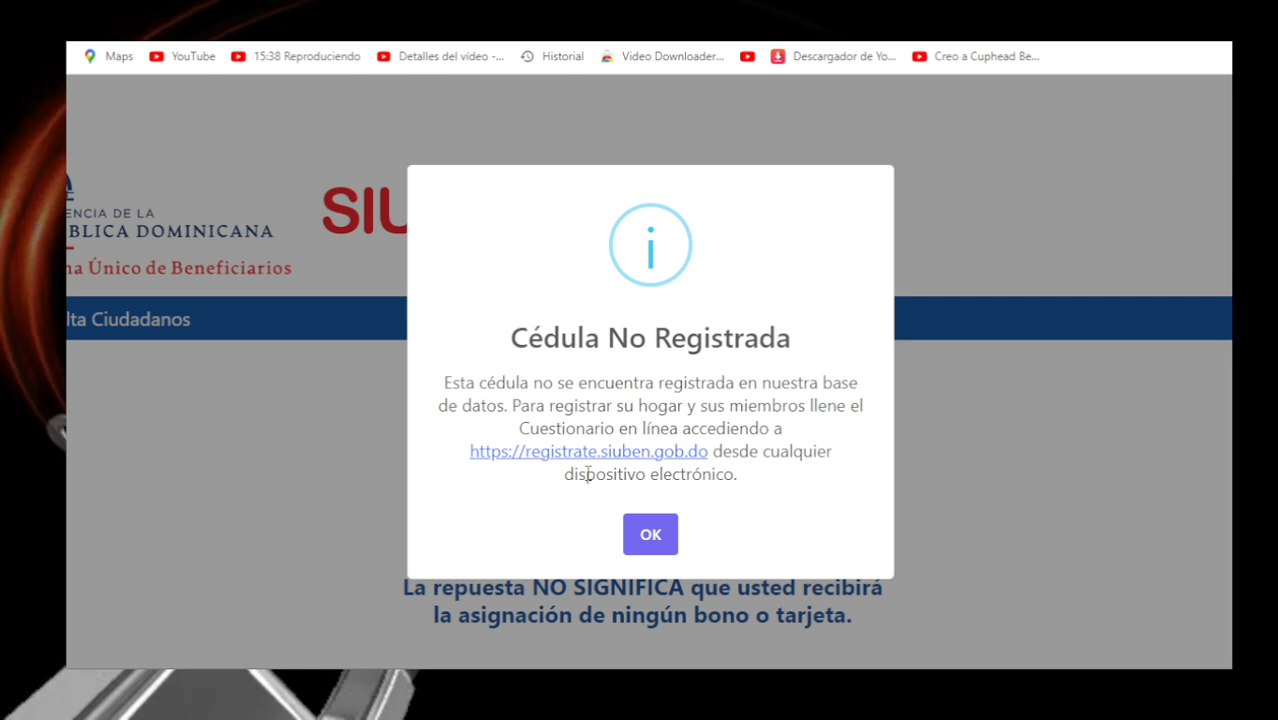 Maps YouTube 15:38 Reproduciendo Detalles del vídeo -... Historial Video Downloader... Descargador de Yo... Creo a Cuphead Be...
ENCIA DE LA
BLICA DOMINICANA
SIU
a Único de Beneficiarios
lta Ciudadanos
i
Cédula No Registrada
Esta cédula no se encuentra registrada en nuestra base
de datos. Para registrar su hogar y sus miembros llene el
Cuestionario en línea accediendo a
https://registrate.siuben.gob.do desde cualquier
dispositivo electrónico.
OK
La repuesta NO SIGNIFICA que usted recibirá
la asignación de ningún bono o tarjeta.